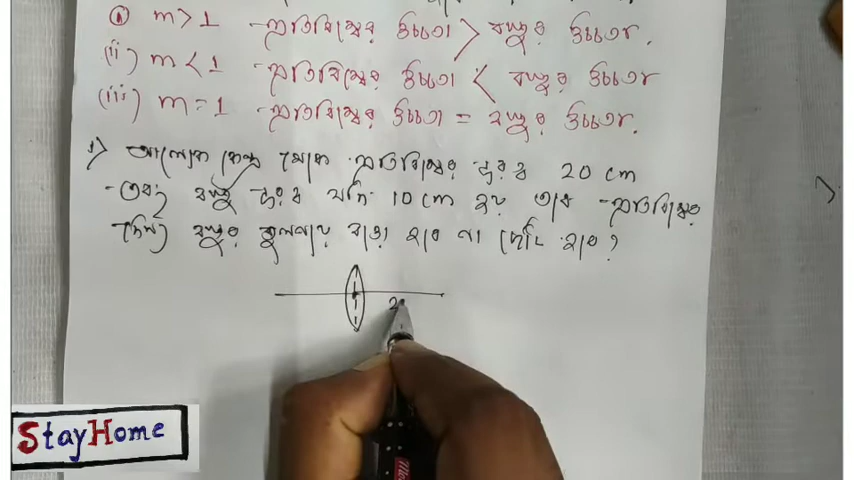 (i) m > 1 প্রতিবিম্বের উচ্চতা > বস্তুর উচ্চতার.
(ii) m < 1 প্রতিবিম্বের উচ্চতা < বস্তুর উচ্চতার
(iii) m = 1 প্রতিবিম্বের উচ্চতা = বস্তুর উচ্চতার.
১) আলোক কেন্দ্র থেকে প্রতিবিম্বের দূরত্ব 20 cm
এবং বস্তু দূরত্ব যদি 10 cm হয় তবে প্রতিবিম্বের
দৈর্ঘ্য বস্তুর তুলনায় বড়ো হবে না ছোট হবে?
StayHome